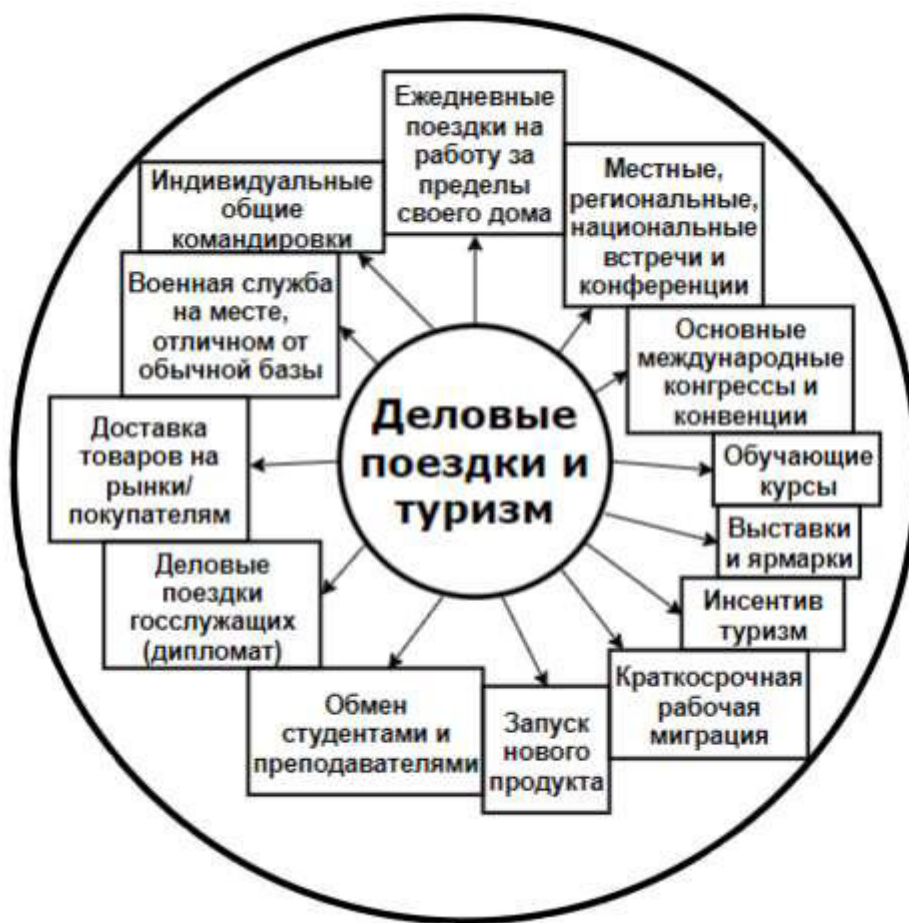 Ежедневные
поездки на
работу за
пределы
своего дома
Местные,
региональные,
национальные
встречи и
конференции
Основные
международные
конгрессы и
конвенции
Обучающие
курсы
Выставки
и ярмарки
Инсентив
туризм
Краткосрочная
рабочая
миграция
Запуск
нового
продукта
Обмен
студентами и
преподавателями
Деловые
поездки
госслужащих
(дипломат)
Доставка
товаров на
рынки/
покупателям
Военная служба
на месте,
отличном от
обычной базы
Индивидуальные
общие
командировки
Деловые
поездки и
туризм